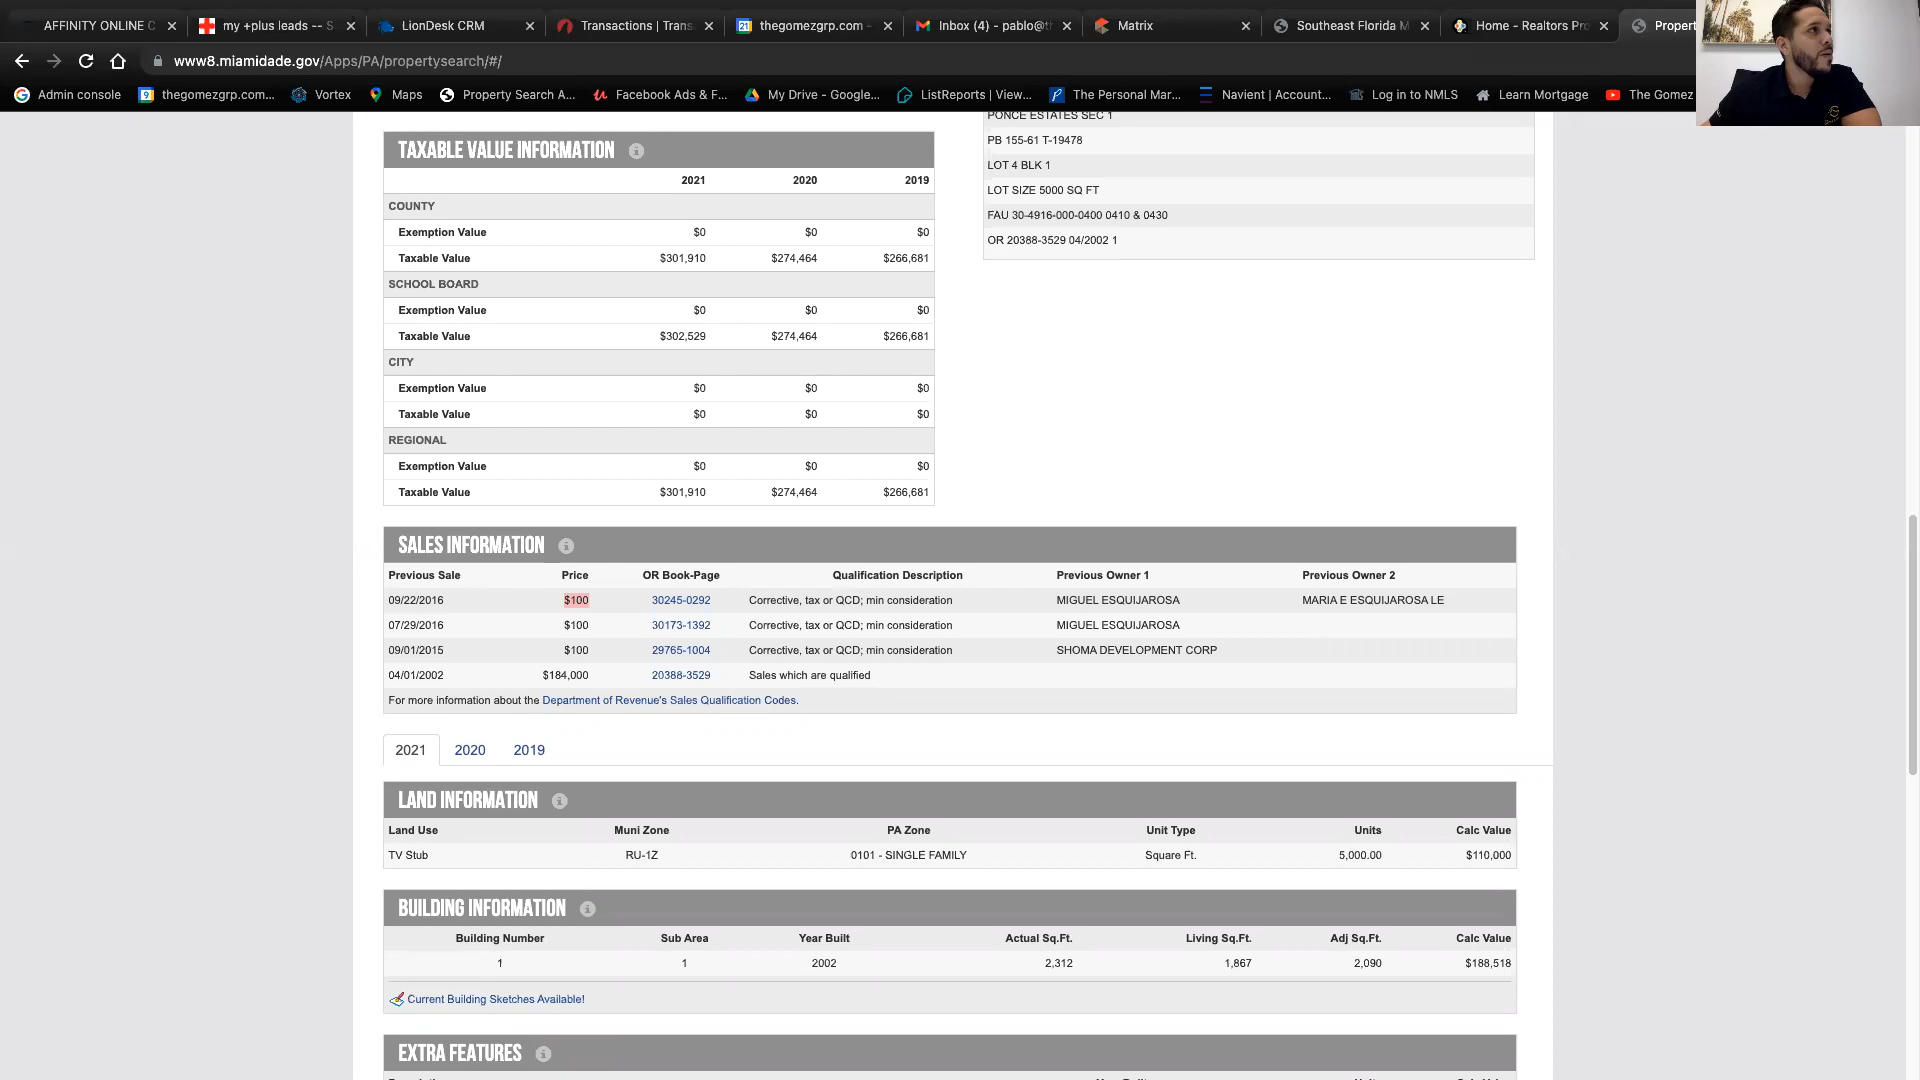 AFFINITY ONLINE C
my +plus leads -- S
LionDesk CRM
Transactions | Trans
21
thegomezgrp.com -
Inbox (4) - pablo@th
Matrix
Southeast Florida M
Home - Realtors Pro
Propert
www8.miamidade.gov/Apps/PA/propertysearch/#/
Admin console
9
thegomezgrp.com...
Vortex
Maps
Property Search A...
Facebook Ads & F...
My Drive - Google...
ListReports | View...
The Personal Mar...
Navient | Account...
Log in to NMLS
Learn Mortgage
The Gomez
PONCE ESTATES SEC 1
PB 155-61 T-19478
LOT 4 BLK 1
LOT SIZE 5000 SQ FT
FAU 30-4916-000-0400 0410 & 0430
OR 20388-3529 04/2002 1
TAXABLE VALUE INFORMATION
2021 2020 2019
COUNTY
Exemption Value $0 $0 $0
Taxable Value $301,910 $274,464 $266,681
SCHOOL BOARD
Exemption Value $0 $0 $0
Taxable Value $302,529 $274,464 $266,681
CITY
Exemption Value $0 $0 $0
Taxable Value $0 $0 $0
REGIONAL
Exemption Value $0 $0 $0
Taxable Value $301,910 $274,464 $266,681
SALES INFORMATION
Previous Sale Price OR Book-Page Qualification Description Previous Owner 1 Previous Owner 2
09/22/2016 $100 30245-0292 Corrective, tax or QCD; min consideration MIGUEL ESQUIJAROSA MARIA E ESQUIJAROSA LE
07/29/2016 $100 30173-1392 Corrective, tax or QCD; min consideration MIGUEL ESQUIJAROSA
09/01/2015 $100 29765-1004 Corrective, tax or QCD; min consideration SHOMA DEVELOPMENT CORP
04/01/2002 $184,000 20388-3529 Sales which are qualified
For more information about the Department of Revenue's Sales Qualification Codes.
2021 2020 2019
LAND INFORMATION
Land Use Muni Zone PA Zone Unit Type Units Calc Value
TV Stub RU-1Z 0101 - SINGLE FAMILY Square Ft. 5,000.00 $110,000
BUILDING INFORMATION
Building Number Sub Area Year Built Actual Sq.Ft. Living Sq.Ft. Adj Sq.Ft. Calc Value
1 1 2002 2,312 1,867 2,090 $188,518
Current Building Sketches Available!
EXTRA FEATURES